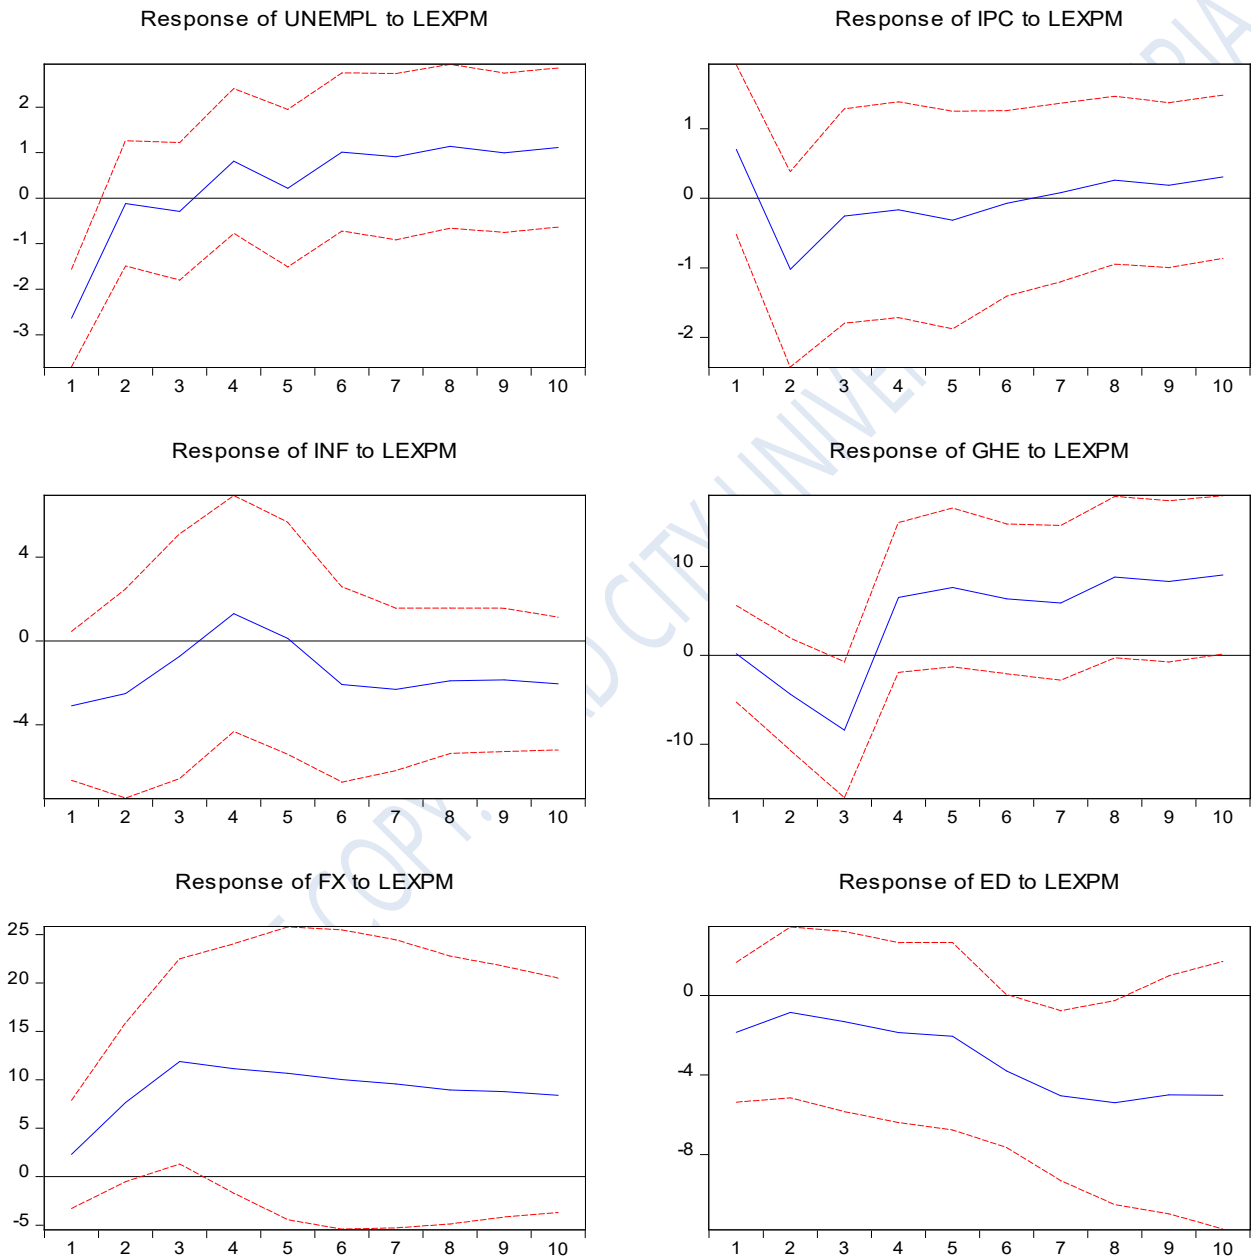 Response of UNEMPL to LEXPM
2
1
0
-1
-2
-3
1 2 3 4 5 6 7 8 9 10
Response of IPC to LEXPM
1
0
-1
-2
1 2 3 4 5 6 7 8 9 10
Response of INF to LEXPM
4
0
-4
1 2 3 4 5 6 7 8 9 10
Response of GHE to LEXPM
10
0
-10
1 2 3 4 5 6 7 8 9 10
Response of FX to LEXPM
25
20
15
10
5
0
-5
1 2 3 4 5 6 7 8 9 10
Response of ED to LEXPM
0
-4
-8
1 2 3 4 5 6 7 8 9 10
COPY CITY